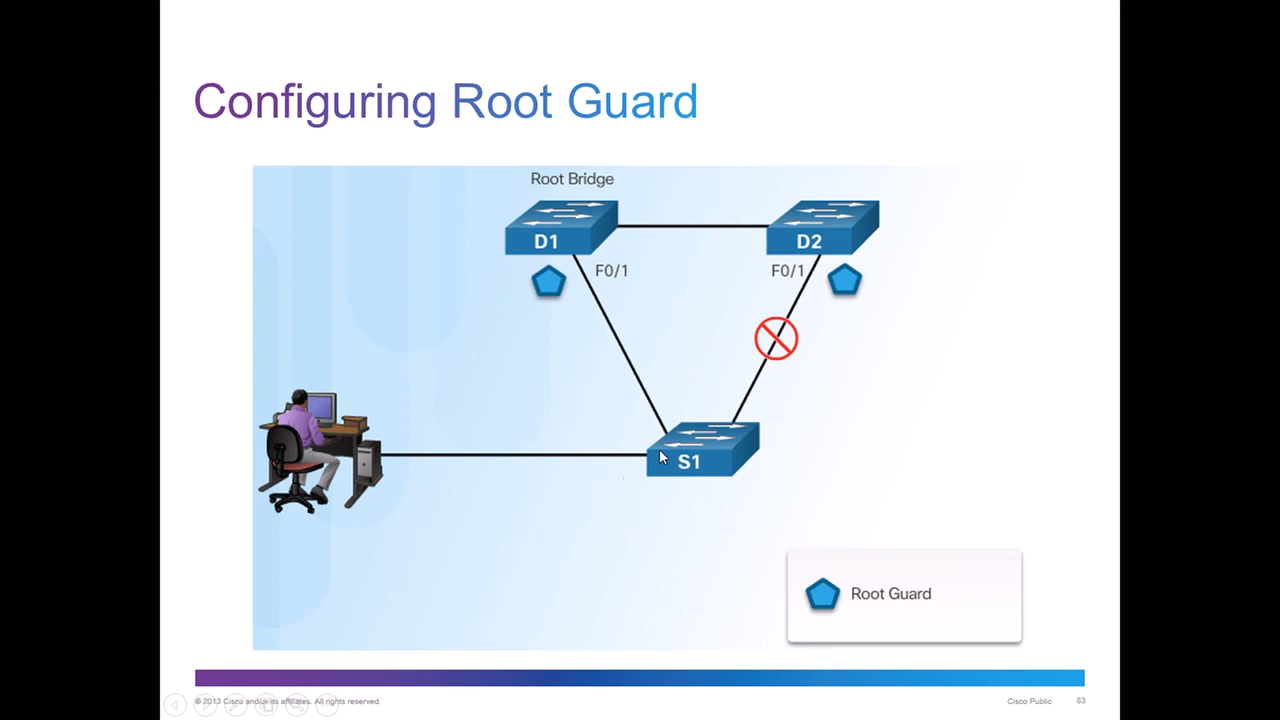 Configuring Root Guard
Root Bridge
D1
D2
F0/1
F0/1
S1
Root Guard
© 2013 Cisco and/or its affiliates. All rights reserved.
Cisco Public
83